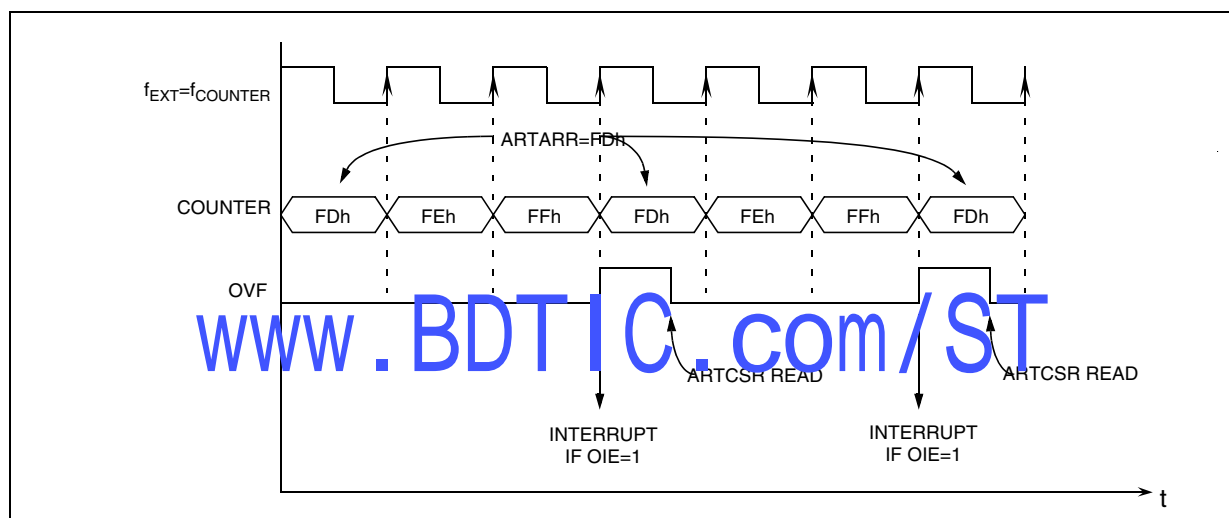 fEXT=fCOUNTER
ARTARR=FDh
COUNTER
FDh FEh FFh FDh FEh FFh FDh
OVF
www.BDTIC.com/ST
ARTCSR READ
ARTCSR READ
INTERRUPT
IF OIE=1
INTERRUPT
IF OIE=1
t